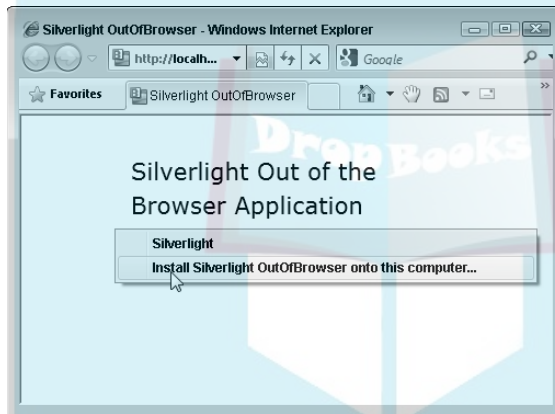 Silverlight OutOfBrowser - Windows Internet Explorer
http://localh...
Google
Favorites
Silverlight OutOfBrowser
»
DropBooks
Silverlight Out of the
Browser Application
Silverlight
Install Silverlight OutOfBrowser onto this computer...